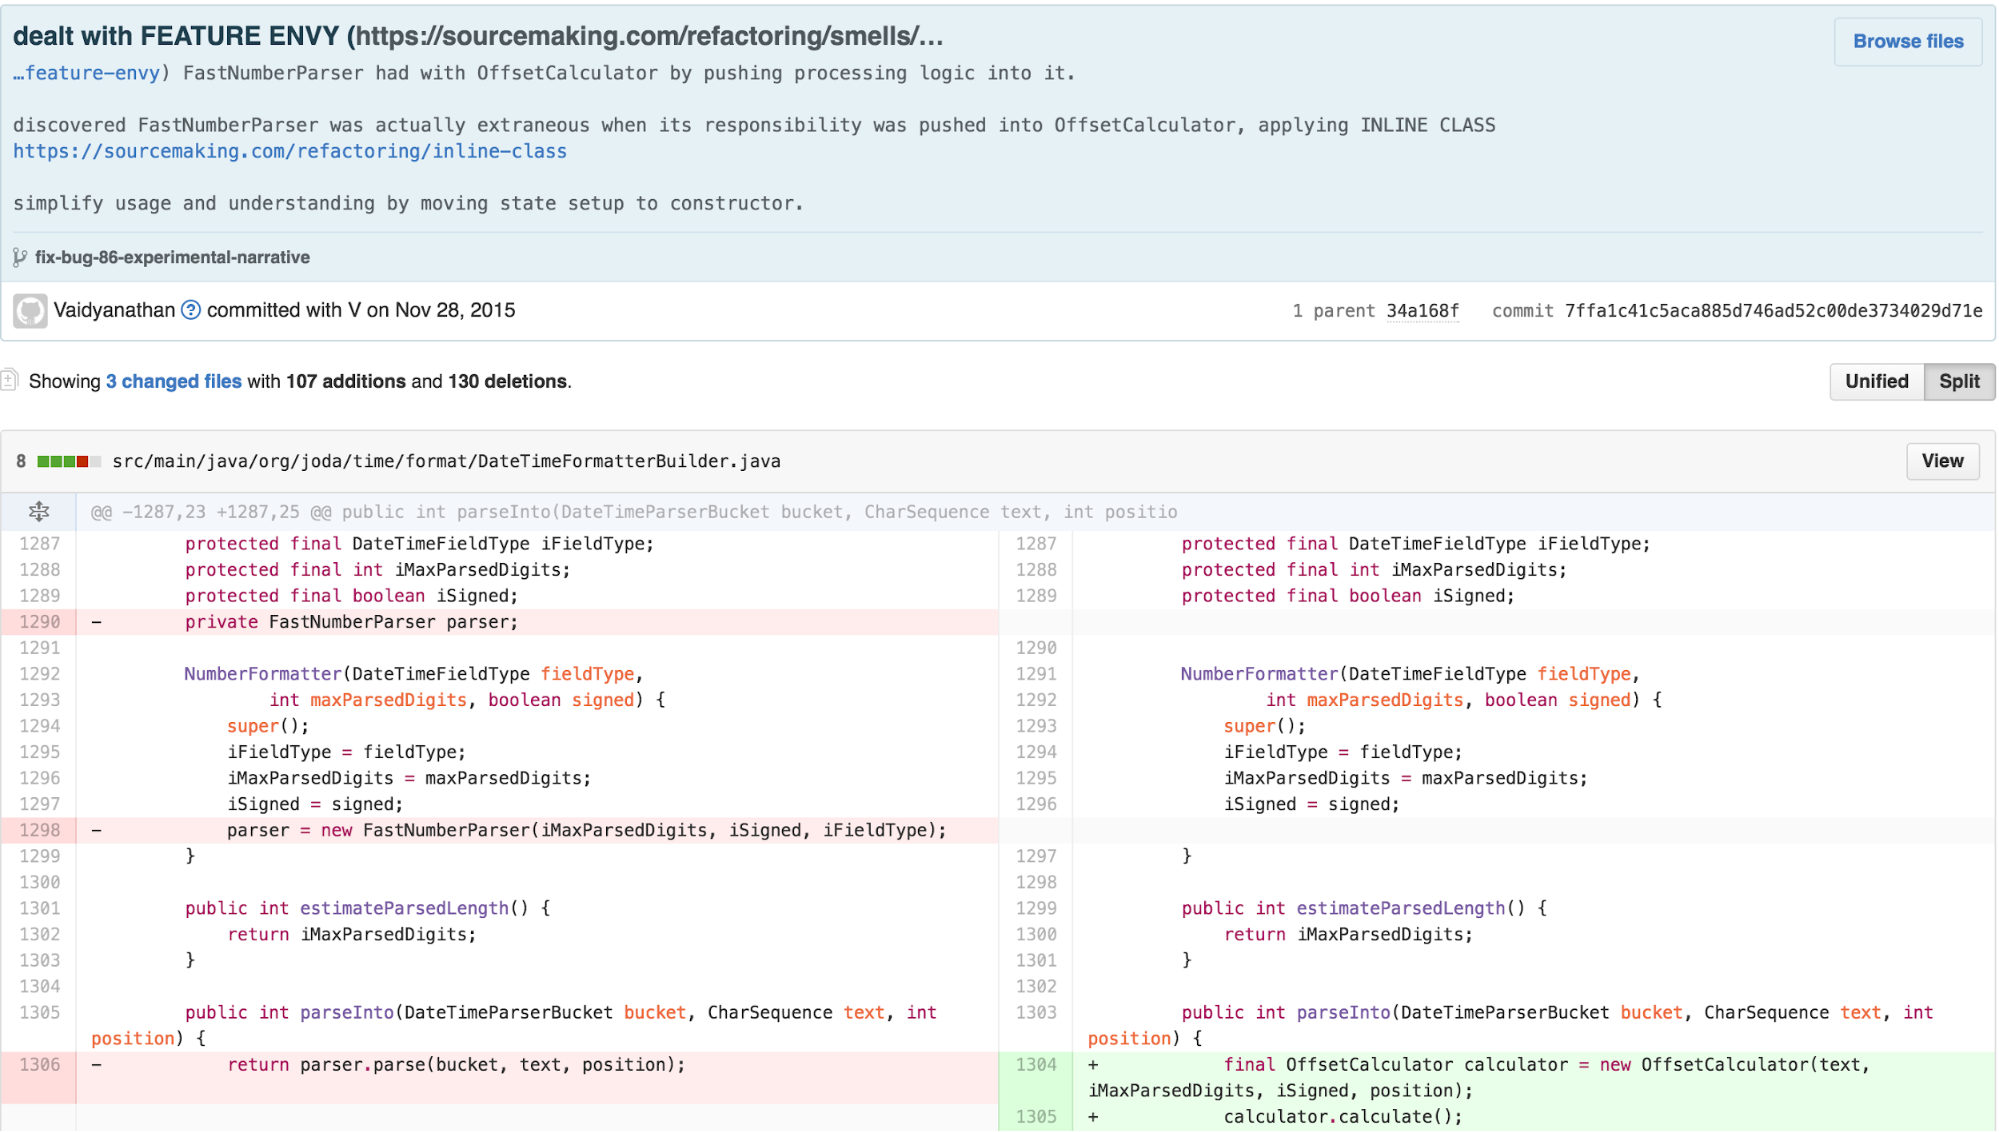 dealt with FEATURE ENVY (https://sourcemaking.com/refactoring/smells/…
Browse files
…feature-envy) FastNumberParser had with OffsetCalculator by pushing processing logic into it.
discovered FastNumberParser was actually extraneous when its responsibility was pushed into OffsetCalculator, applying INLINE CLASS
https://sourcemaking.com/refactoring/inline-class
simplify usage and understanding by moving state setup to constructor.
fix-bug-86-experimental-narrative
Vaidyanathan ? committed with V on Nov 28, 2015
1 parent 34a168f commit 7ffa1c41c5aca885d746ad52c00de3734029d71e
Showing 3 changed files with 107 additions and 130 deletions.
Unified Split
8 src/main/java/org/joda/time/format/DateTimeFormatterBuilder.java
View
@@ -1287,23 +1287,25 @@ public int parseInto(DateTimeParserBucket bucket, CharSequence text, int positio
1287 protected final DateTimeFieldType iFieldType;
1288 protected final int iMaxParsedDigits;
1289 protected final boolean iSigned;
1290 - private FastNumberParser parser;
1291
1292 NumberFormatter(DateTimeFieldType fieldType,
1293 int maxParsedDigits, boolean signed) {
1294 super();
1295 iFieldType = fieldType;
1296 iMaxParsedDigits = maxParsedDigits;
1297 iSigned = signed;
1298 - parser = new FastNumberParser(iMaxParsedDigits, iSigned, iFieldType);
1299 }
1300
1301 public int estimateParsedLength() {
1302 return iMaxParsedDigits;
1303 }
1304
1305 public int parseInto(DateTimeParserBucket bucket, CharSequence text, int
position) {
1306 - return parser.parse(bucket, text, position);
1287 protected final DateTimeFieldType iFieldType;
1288 protected final int iMaxParsedDigits;
1289 protected final boolean iSigned;
1290
1291 NumberFormatter(DateTimeFieldType fieldType,
1292 int maxParsedDigits, boolean signed) {
1293 super();
1294 iFieldType = fieldType;
1295 iMaxParsedDigits = maxParsedDigits;
1296 iSigned = signed;
1297 }
1298
1299 public int estimateParsedLength() {
1300 return iMaxParsedDigits;
1301 }
1302
1303 public int parseInto(DateTimeParserBucket bucket, CharSequence text, int
position) {
1304 + final OffsetCalculator calculator = new OffsetCalculator(text,
iMaxParsedDigits, iSigned, position);
1305 + calculator.calculate();